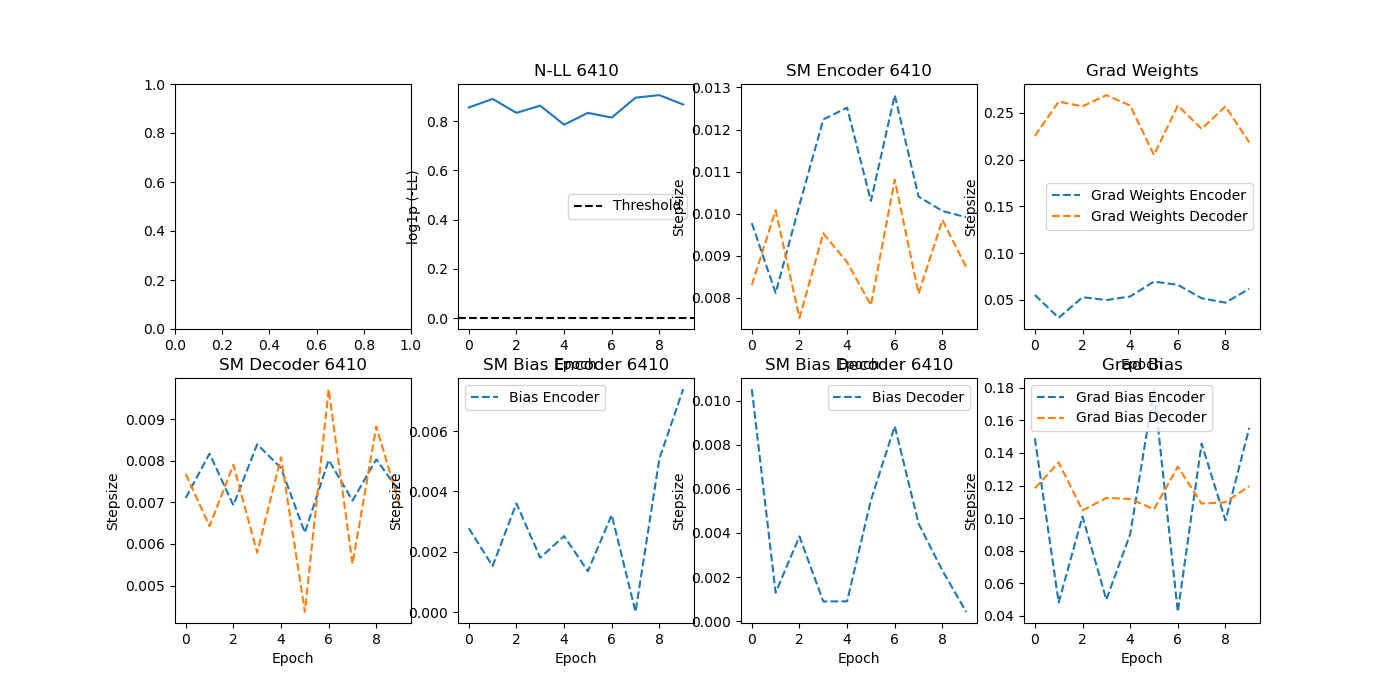 N-LL 6410
SM Encoder 6410
Grad Weights
1.0
0.8
0.6
0.4
0.2
0.0
0.0 0.2 0.4 0.6 0.8 1.0
log1p (-LL)
0.8
0.6
0.4
0.2
0.0
Threshold
0 2 4 6 8
Epoch
Stepsize
0.013
0.012
0.011
0.010
0.009
0.008
0 2 4 6 8
Epoch
Stepsize
0.25
0.20
0.15
0.10
0.05
Grad Weights Encoder
Grad Weights Decoder
0 2 4 6 8
Epoch
SM Decoder 6410
SM Bias Encoder 6410
SM Bias Decoder 6410
Grad Bias
Stepsize
0.009
0.008
0.007
0.006
0.005
0 2 4 6 8
Epoch
Stepsize
0.006
0.004
0.002
0.000
Bias Encoder
0 2 4 6 8
Epoch
Stepsize
0.010
0.008
0.006
0.004
0.002
0.000
Bias Decoder
0 2 4 6 8
Epoch
Stepsize
0.18
0.16
0.14
0.12
0.10
0.08
0.06
0.04
Grad Bias Encoder
Grad Bias Decoder
0 2 4 6 8
Epoch